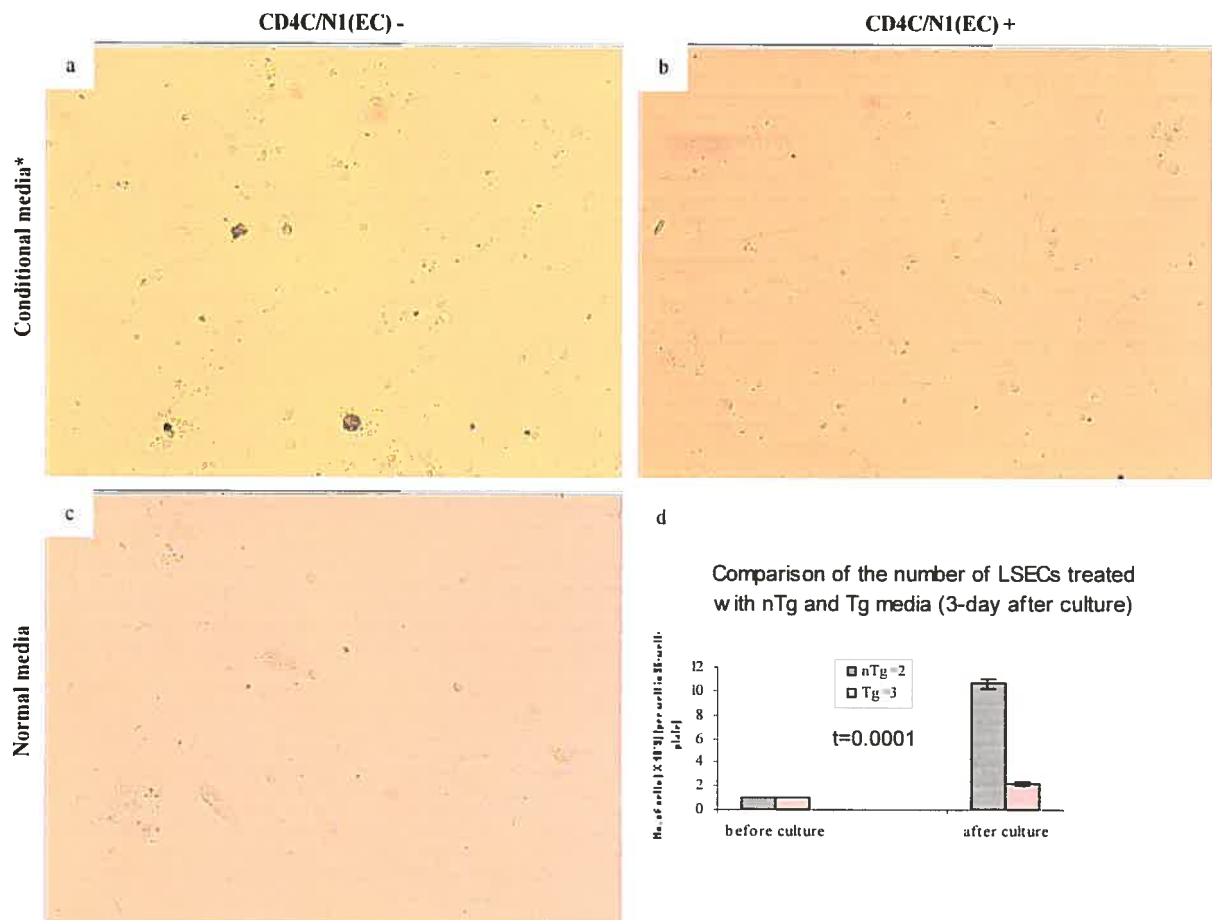 CD4C/N1(EC) -
CD4C/N1(EC) +
Conditional media*
Normal media
a
b
c
d
Comparison of the number of LSECs treated
with nTg and Tg media (3-day after culture)
12
10
8
6
4
2
0
nTg=2
Tg=3
t=0.0001
before culture
after culture